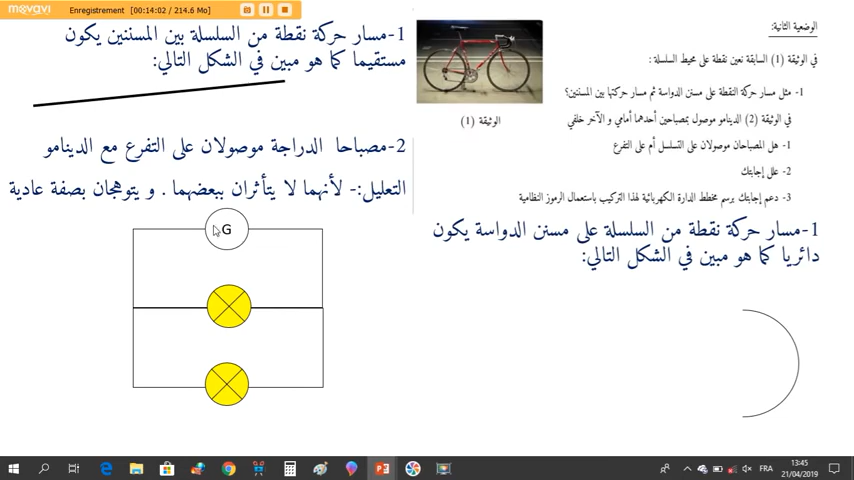 movavi
Enregistrement
(00:14:02 / 214.6 Mo)
الوضعية الثانية:
في الوثيقة (1) السابقة نعين نقطة على محيط السلسلة :
1- مثل مسار حركة النقطة على مسنن الدواسة ثم مسار حركتها بين المسننين؟
في الوثيقة (2) الدينامو موصول بمصباحين أحدهما أمامي و الآخر خلفي
1- هل المصباحان موصولان على التسلسل أم على التفرع
2- علل إجابتك
3- دعم إجابتك برسم مخطط الدارة الكهربائية لهذا التركيب باستعمال الرموز النظامية
الوثيقة (1)
1-مسار حركة نقطة من السلسلة على مسنن الدواسة يكون
دائريا كما هو مبين في الشكل التالي:
1-مسار حركة نقطة من السلسلة بين المسننين يكون
مستقيما كما هو مبين في الشكل التالي:
2-مصباحا الدراجة موصولان على التفرع مع الدينامو
التعليل:- لأنهما لا يتأثران ببعضهما . و يتوهجان بصفة عادية
G
FRA
13:45
21/04/2019